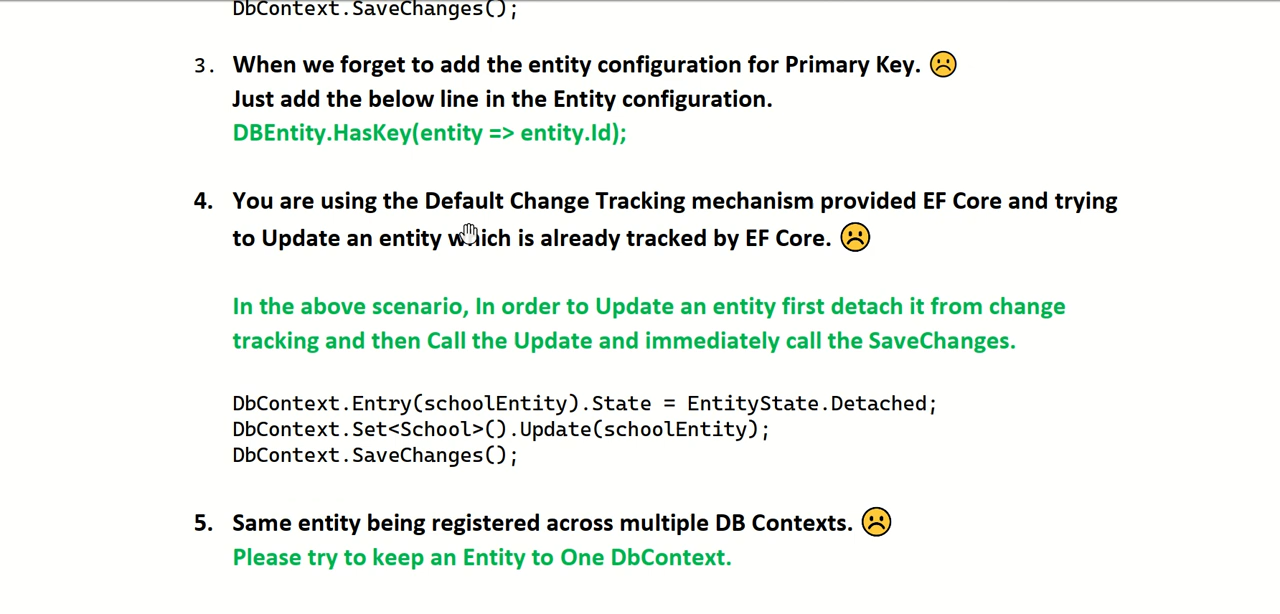 DbContext.SaveChanges();
3. When we forget to add the entity configuration for Primary Key. ☹️
Just add the below line in the Entity configuration.
DBEntity.HasKey(entity => entity.Id);
4. You are using the Default Change Tracking mechanism provided EF Core and trying
to Update an entity which is already tracked by EF Core. ☹️
In the above scenario, In order to Update an entity first detach it from change
tracking and then Call the Update and immediately call the SaveChanges.
DbContext.Entry(schoolEntity).State = EntityState.Detached;
DbContext.Set<School>().Update(schoolEntity);
DbContext.SaveChanges();
5. Same entity being registered across multiple DB Contexts. ☹️
Please try to keep an Entity to One DbContext.